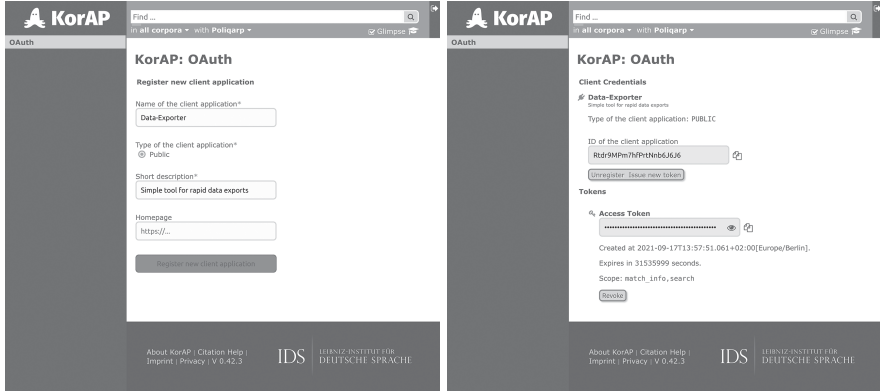 KorAP
Find ...
in all corpora with Poliqarp
Glimpse
OAuth
KorAP: OAuth
Register new client application
Name of the client application*
Data-Exporter
Type of the client application*
Public
Short description*
Simple tool for rapid data exports
Homepage
https://...
Register new client application
About KorAP | Citation Help |
Imprint | Privacy | V 0.42.3
IDS
LEIBNIZ-INSTITUT FÜR
DEUTSCHE SPRACHE
KorAP
Find ...
in all corpora with Poliqarp
Glimpse
OAuth
KorAP: OAuth
Client Credentials
Data-Exporter
Simple tool for rapid data exports
Type of the client application: PUBLIC
ID of the client application
Rtdr9MPm7hfPrtNnb6J6J6
Unregister Issue new token
Tokens
Access Token
Created at 2021-09-17T13:57:51.061+02:00[Europe/Berlin].
Expires in 31535999 seconds.
Scope: match_info,search
Revoke
About KorAP | Citation Help |
Imprint | Privacy | V 0.42.3
IDS
LEIBNIZ-INSTITUT FÜR
DEUTSCHE SPRACHE